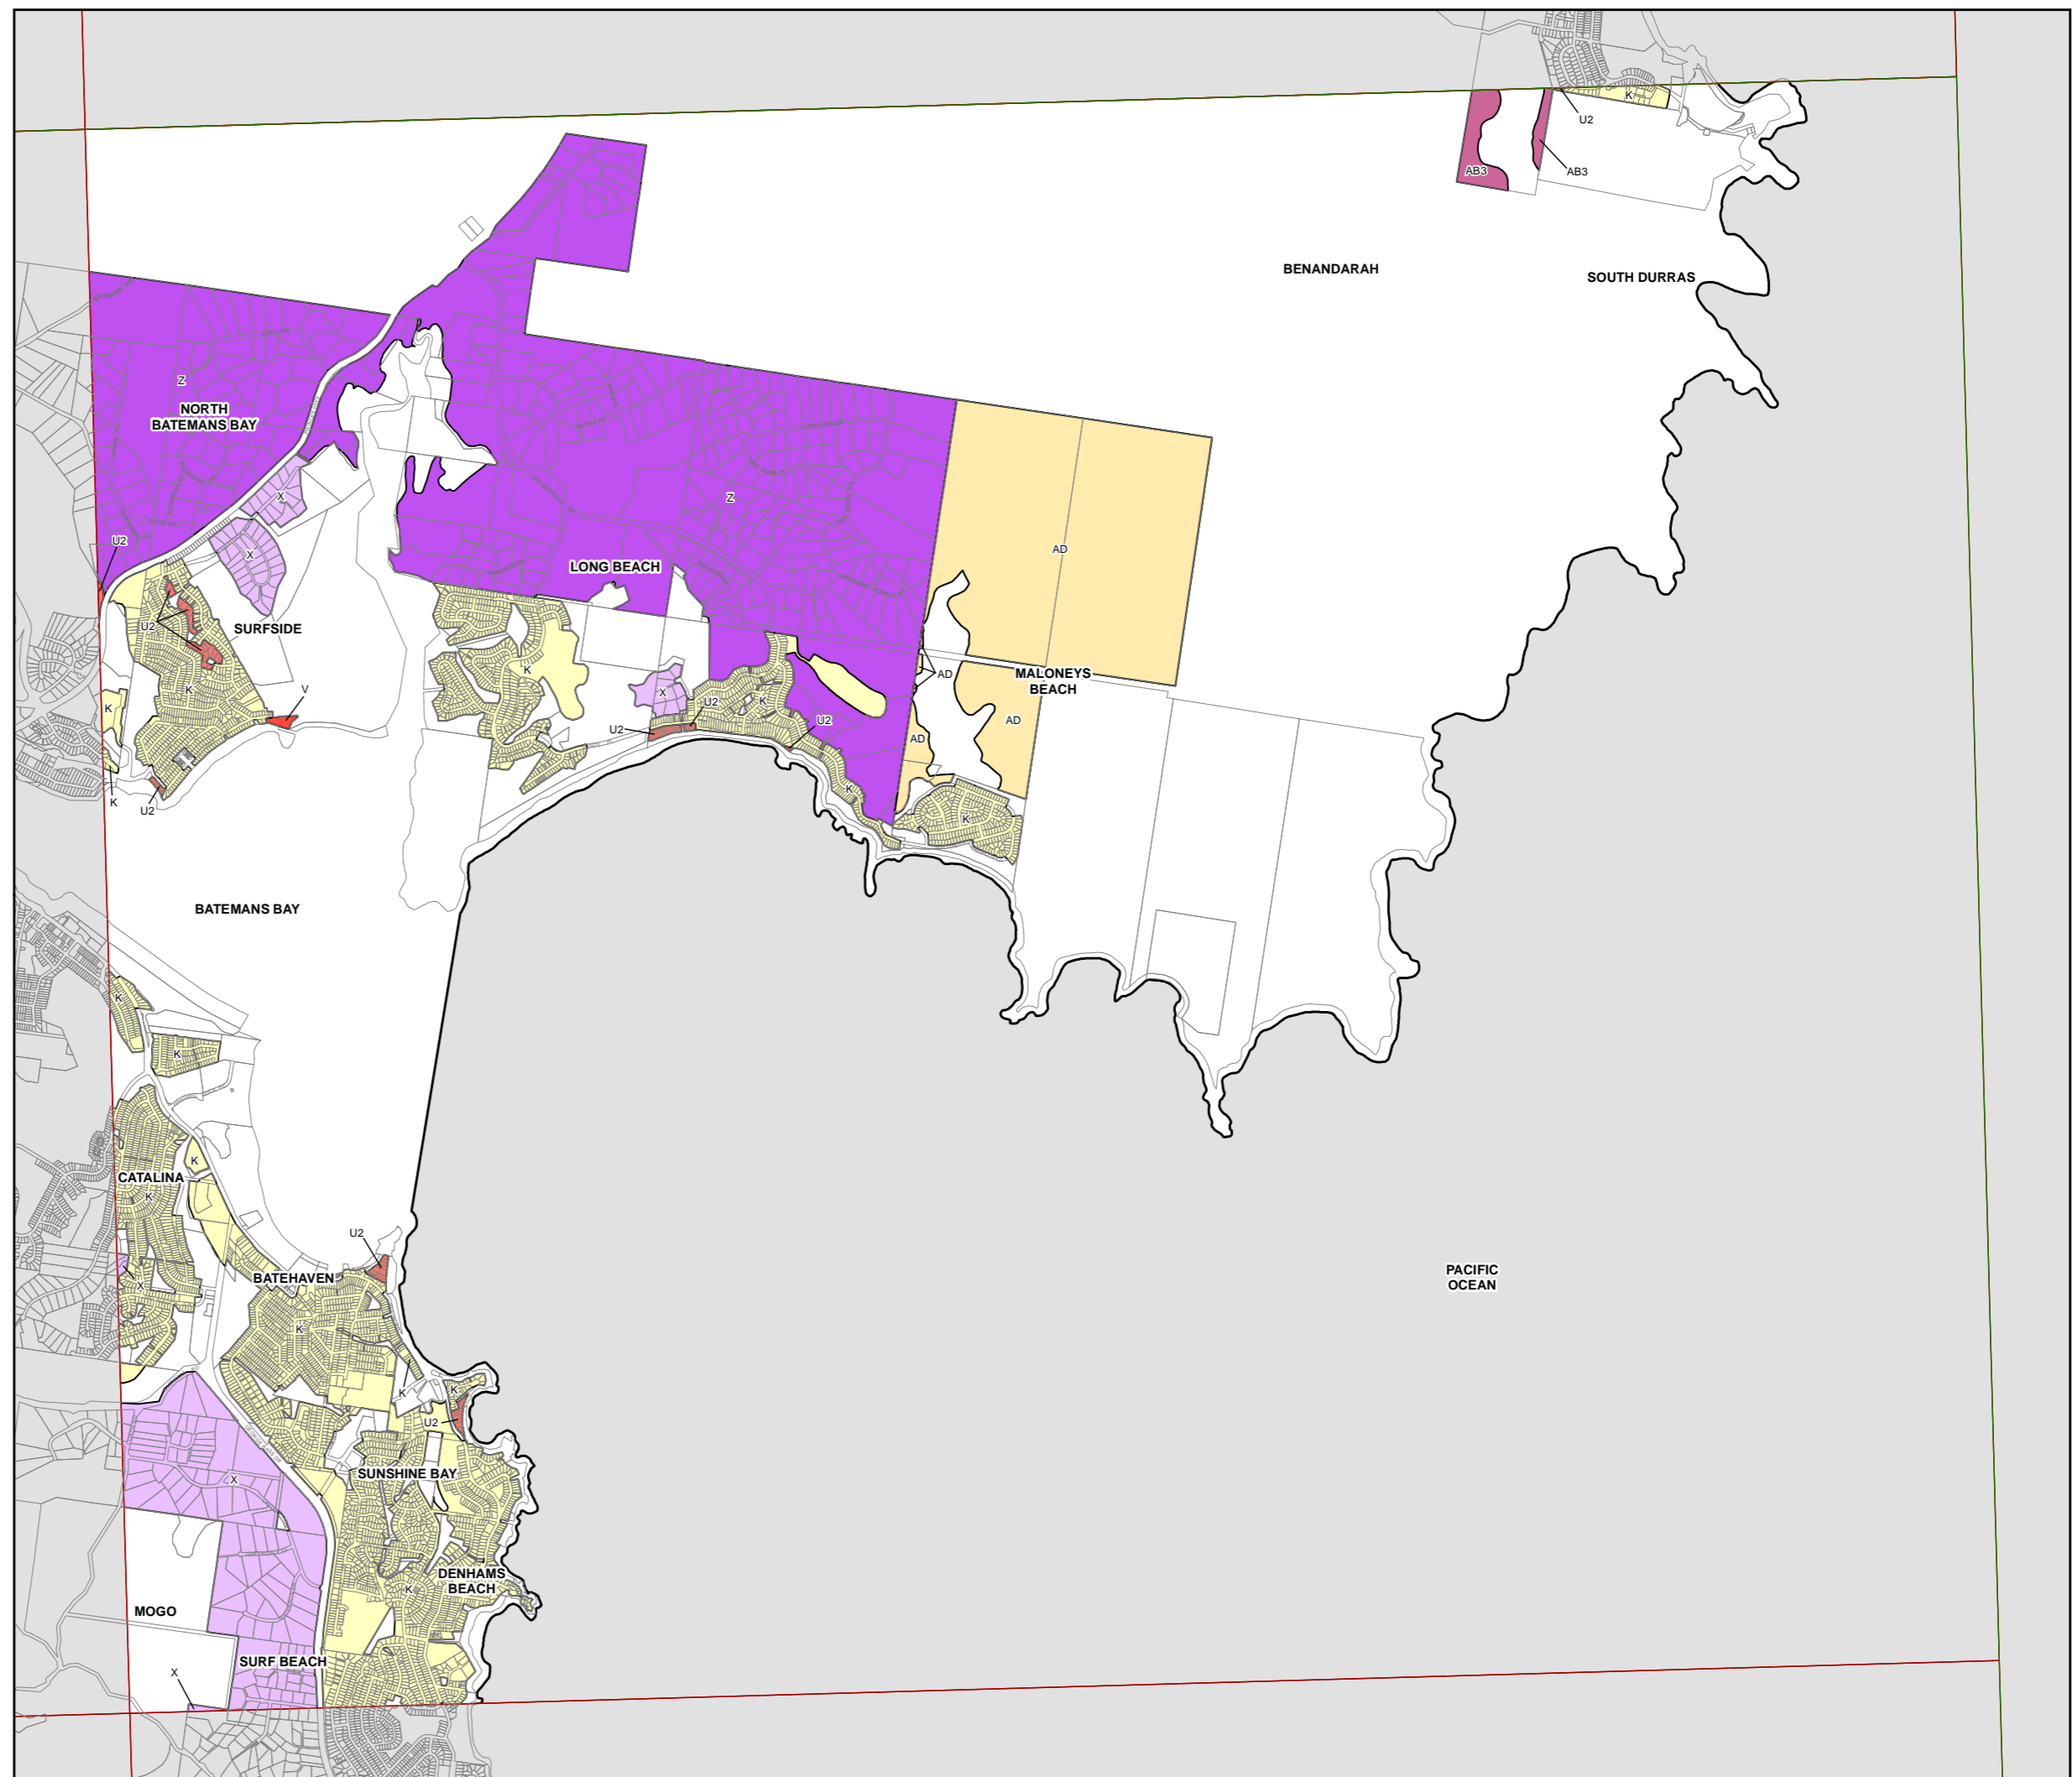 K
U2
AB3
AB3
BENANDARAH
SOUTH DURRAS
Z
NORTH
BATEMANS BAY
X
Z
U2
X
LONG BEACH
AD
U2
SURFSIDE
K
V
K
K
U2
K
X
U2
U2
K
U2
K
AD
MALONEYS
BEACH
AD
AD
K
BATEMANS BAY
K
K
K
CATALINA
K
U2
X
BATEHAVEN
K
PACIFIC
OCEAN
K
K
U2
SUNSHINE BAY
X
DENHAMS
BEACH
K
MOGO
SURF BEACH
X